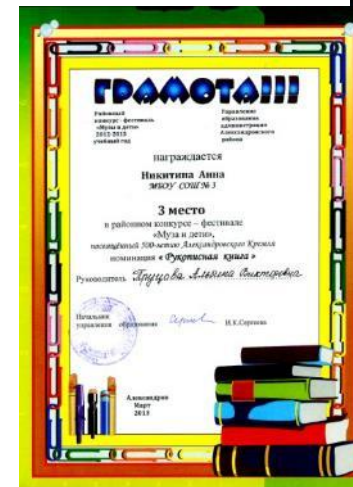 ГРАМОТА!!!
Районный
конкурс - фестиваль
«Муза и дети»
2012-2013
учебный год
Управление
образования
администрации
Александровского
района
награждается
Никитина Анна
МБОУ СОШ № 3
3 место
в районном конкурсе – фестивале
«Муза и дети»,
посвящённый 500-летию Александровского Кремля
номинация « Рукописная книга »
Руководитель Альбина Викторовна
Начальник
управления образования
Александров
Март
2013